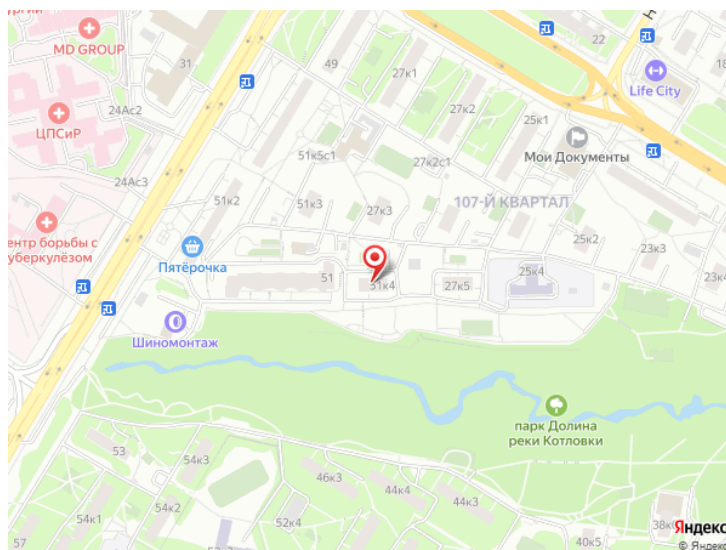 MD GROUP
31
24Ас2
ЦПСиР
24Ас3
49
27к1
27к2
22
Life City
25к1
Мои Документы
51к5с1
27к2с1
51к2
51к3
27к3
107-Й КВАРТАЛ
25к2
23к3
ентр борьбы с
уберкулёзом
Пятёрочка
51
51к4
27к5
25к4
23к4
Шиномонтаж
парк Долина
реки Котловки
53
54к3
46к3
44к4
44к3
54к2
54к1
52к4
57
40к5
Яндекс
© Яндекс